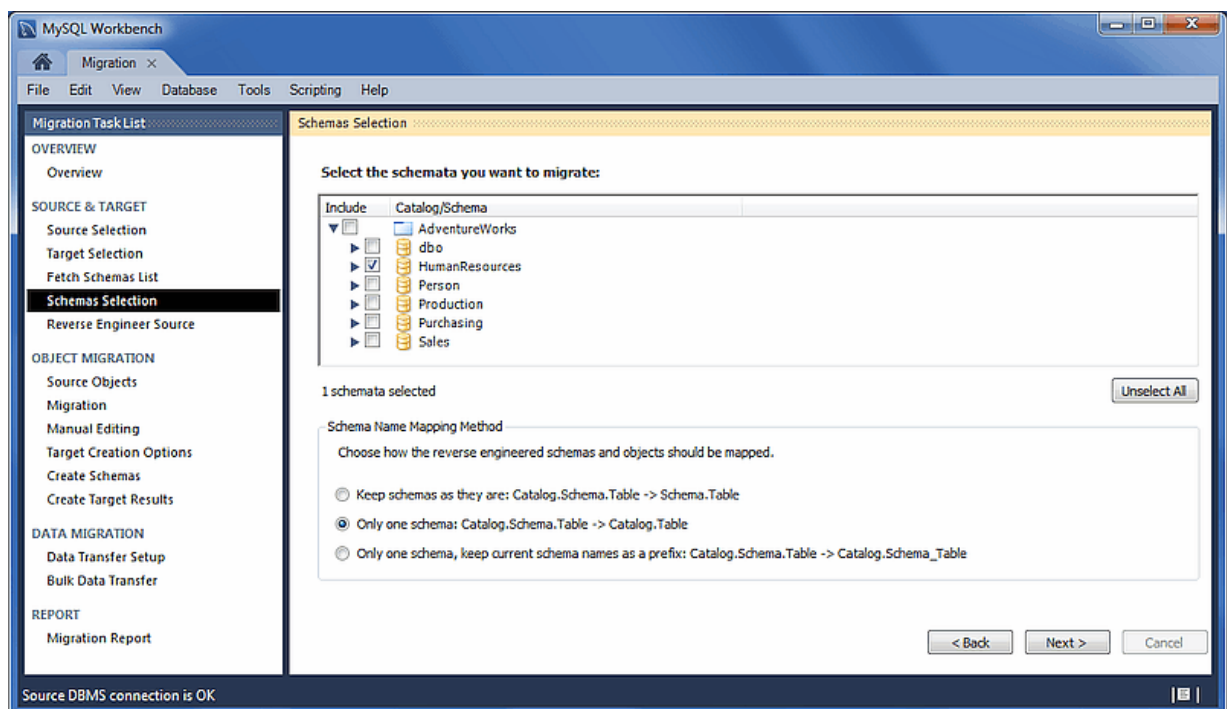 MySQL Workbench
Migration ×
File Edit View Database Tools Scripting Help
Migration Task List
OVERVIEW
Overview
SOURCE & TARGET
Source Selection
Target Selection
Fetch Schemas List
Schemas Selection
Reverse Engineer Source
OBJECT MIGRATION
Source Objects
Migration
Manual Editing
Target Creation Options
Create Schemas
Create Target Results
DATA MIGRATION
Data Transfer Setup
Bulk Data Transfer
REPORT
Migration Report
Schemas Selection
Select the schemata you want to migrate:
Include Catalog/Schema
AdventureWorks
dbo
HumanResources
Person
Production
Purchasing
Sales
1 schemata selected
Unselect All
Schema Name Mapping Method
Choose how the reverse engineered schemas and objects should be mapped.
Keep schemas as they are: Catalog.Schema.Table -> Schema.Table
Only one schema: Catalog.Schema.Table -> Catalog.Table
Only one schema, keep current schema names as a prefix: Catalog.Schema.Table -> Catalog.Schema_Table
< Back Next > Cancel
Source DBMS connection is OK